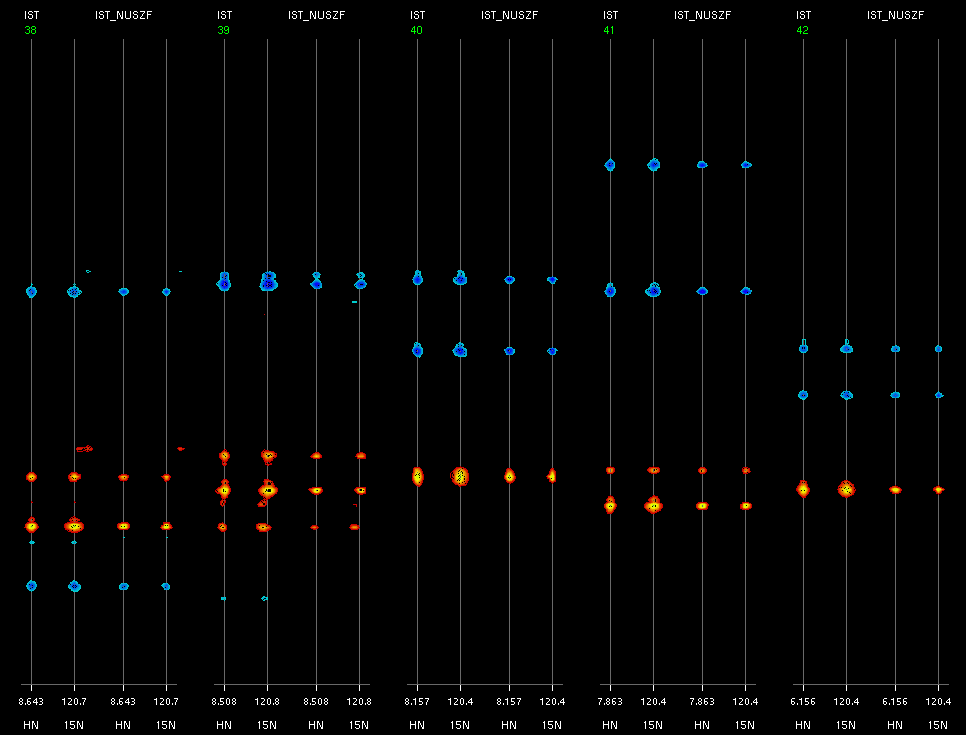 IST IST_NUSZF IST IST_NUSZF IST IST_NUSZF IST IST_NUSZF IST IST_NUSZF
38 39 40 41 42
8.643 120.7 8.643 120.7 8.508 120.8 8.508 120.8 8.157 120.4 8.157 120.4 7.863 120.4 7.863 120.4 6.156 120.4 6.156 120.4
HN 15N HN 15N HN 15N HN 15N HN 15N HN 15N HN 15N HN 15N HN 15N HN 15N